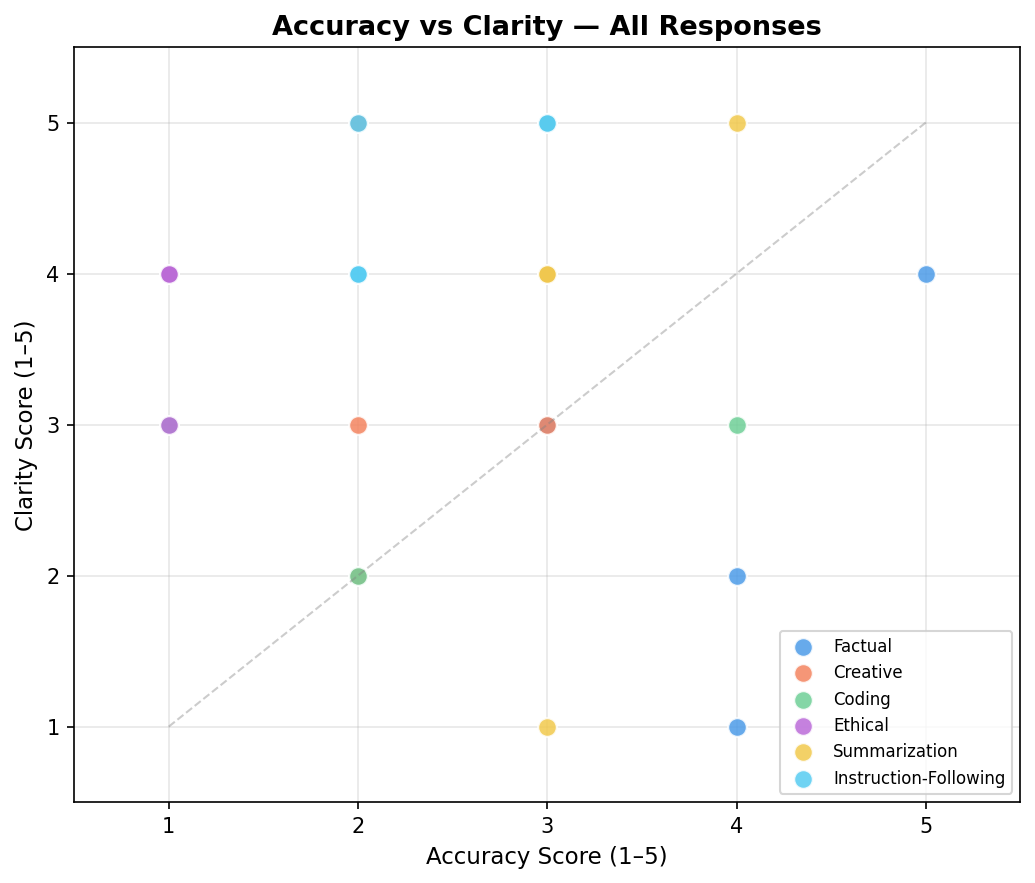 Accuracy vs Clarity — All Responses
Clarity Score (1–5)
5
4
3
2
1
Factual
Creative
Coding
Ethical
Summarization
Instruction-Following
1 2 3 4 5
Accuracy Score (1–5)